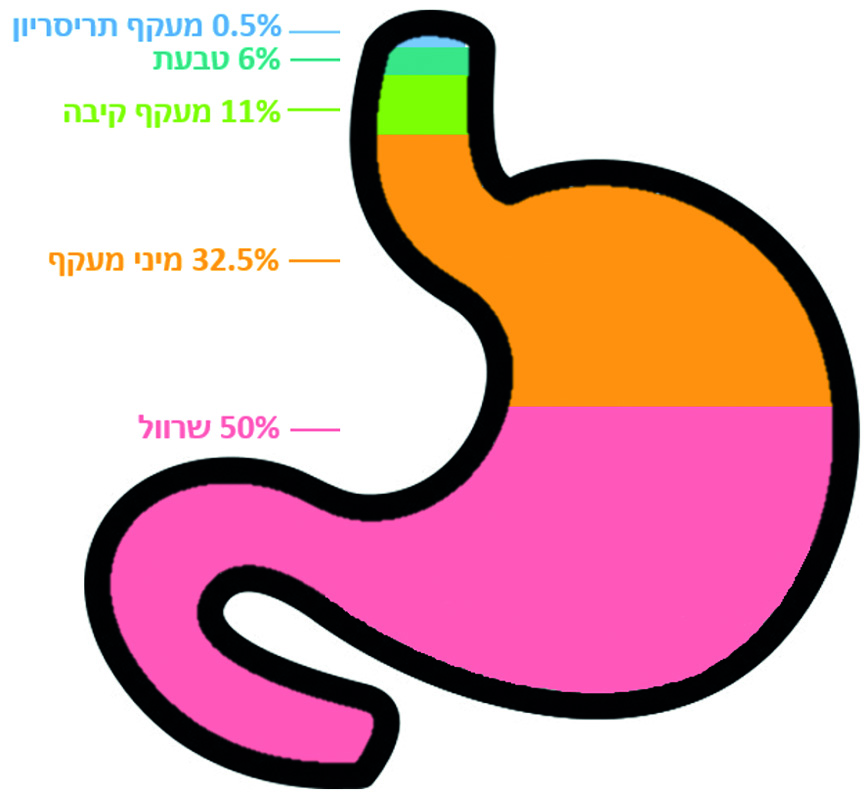 0.5% מעקף תריסריון
6% טבעת
11% מעקף קיבה
32.5% מיני מעקף
50% שרוול